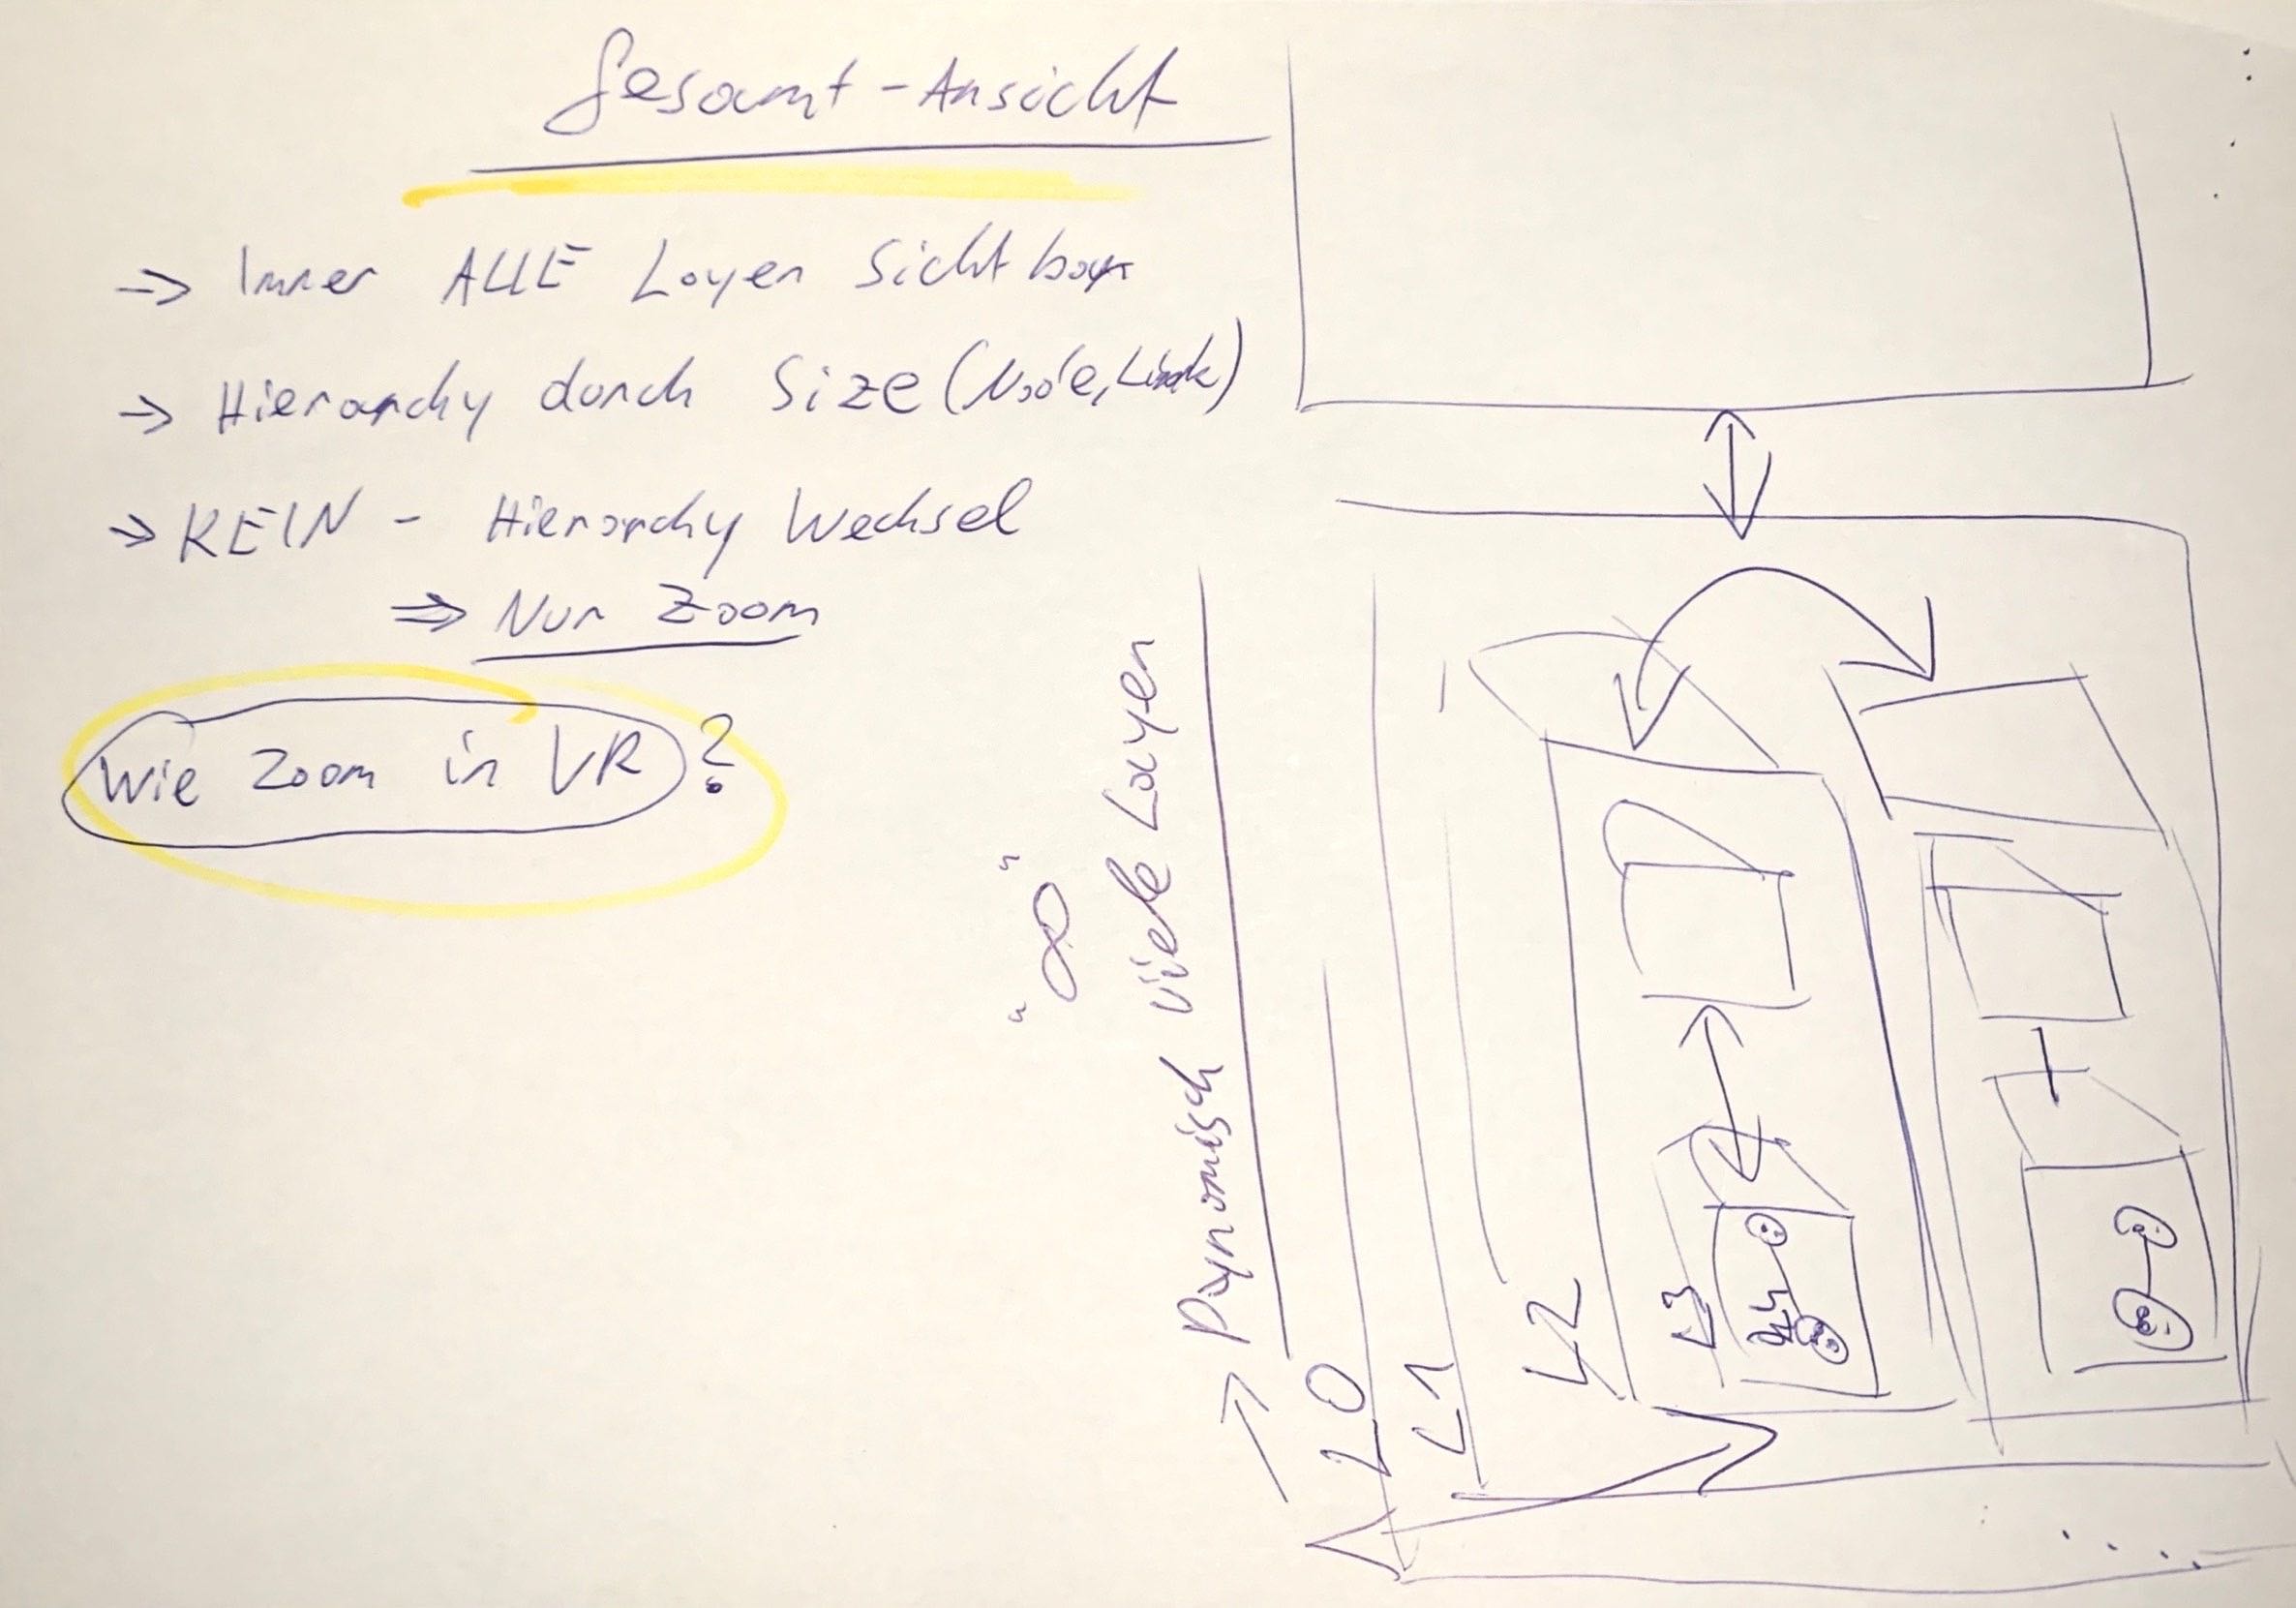 Gesamt-Ansicht
=> Immer ALLE Layer Sichtbar
=> Hierarchy durch Size (Node, Link)
=> KEIN - Hierarchy Wechsel
=> Nur Zoom
Wie Zoom in VR?
"∞"
-> Dynamisch viele Layer
L0
L1
L2
L3